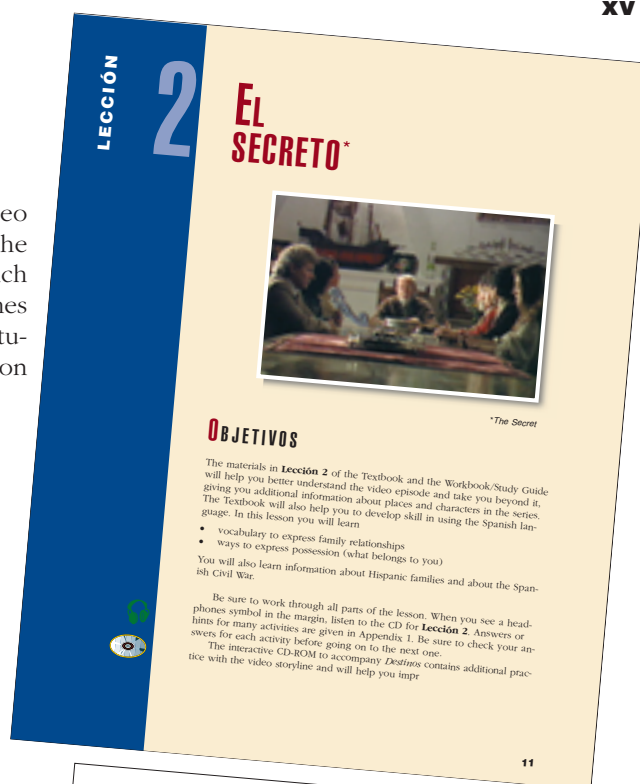 xv
eo
he
ch
nes
tu-
on
LECCIÓN
2
EL
SECRETO*
*The Secret
OBJETIVOS
The materials in Lección 2 of the Textbook and the Workbook/Study Guide
will help you better understand the video episode and take you beyond it,
giving you additional information about places and characters in the series.
The Textbook will also help you to develop skill in using the Spanish lan-
guage. In this lesson you will learn
• vocabulary to express family relationships
• ways to express possession (what belongs to you)
You will also learn information about Hispanic families and about the Span-
ish Civil War.
Be sure to work through all parts of the lesson. When you see a head-
phones symbol in the margin, listen to the CD for Lección 2. Answers or
hints for many activities are given in Appendix 1. Be sure to check your an-
swers for each activity before going on to the next one.
The interactive CD-ROM to accompany Destinos contains additional prac-
tice with the video storyline and will help you impr
11